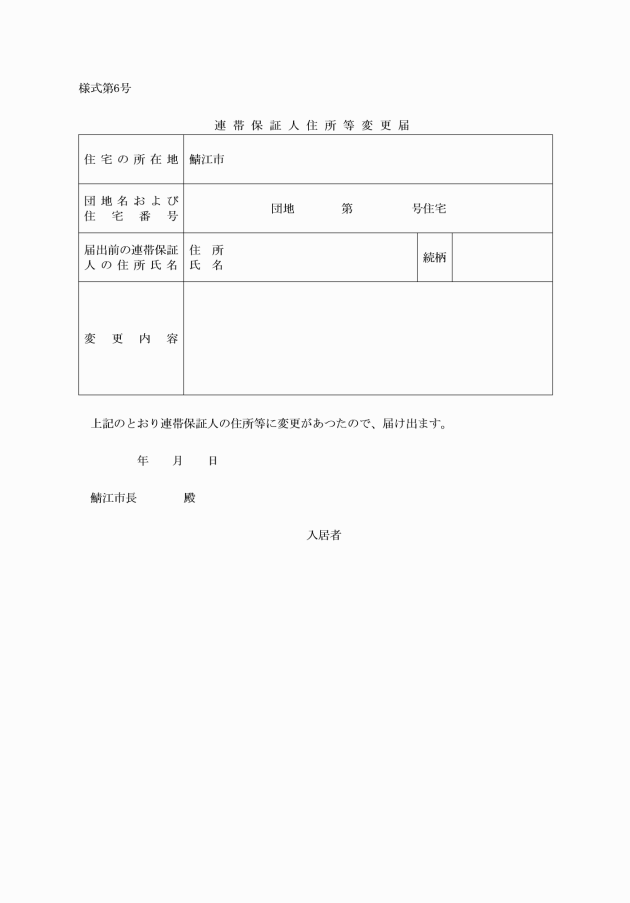 様式第6号
連帯保証人住所等変更届
住宅の所在地 鯖江市
団地名および
住宅番号
団地 第 号住宅
届出前の連帯保証
人の住所氏名
住所
氏名
続柄
変更内容
上記のとおり連帯保証人の住所等に変更があつたので、届け出ます。
年 月 日
鯖江市長 殿
入居者